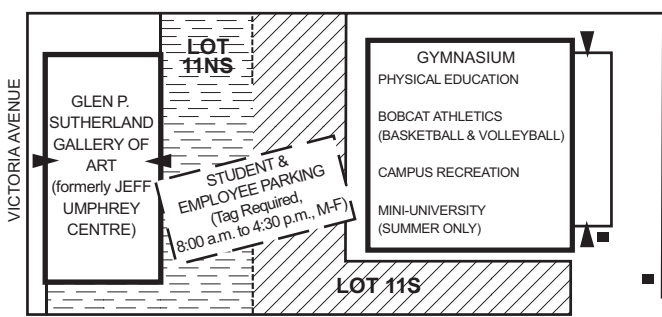 VICTORIA AVENUE
GLEN P.
SUTHERLAND
GALLERY OF
ART
(formerly JEFF
UMPHREY
CENTRE)
LOT
11NS
STUDENT &
EMPLOYEE PARKING
(Tag Required,
8:00 a.m. to 4:30 p.m., M-F)
GYMNASIUM
PHYSICAL EDUCATION
BOBCAT ATHLETICS
(BASKETBALL & VOLLEYBALL)
CAMPUS RECREATION
MINI-UNIVERSITY
(SUMMER ONLY)
LOT 11S